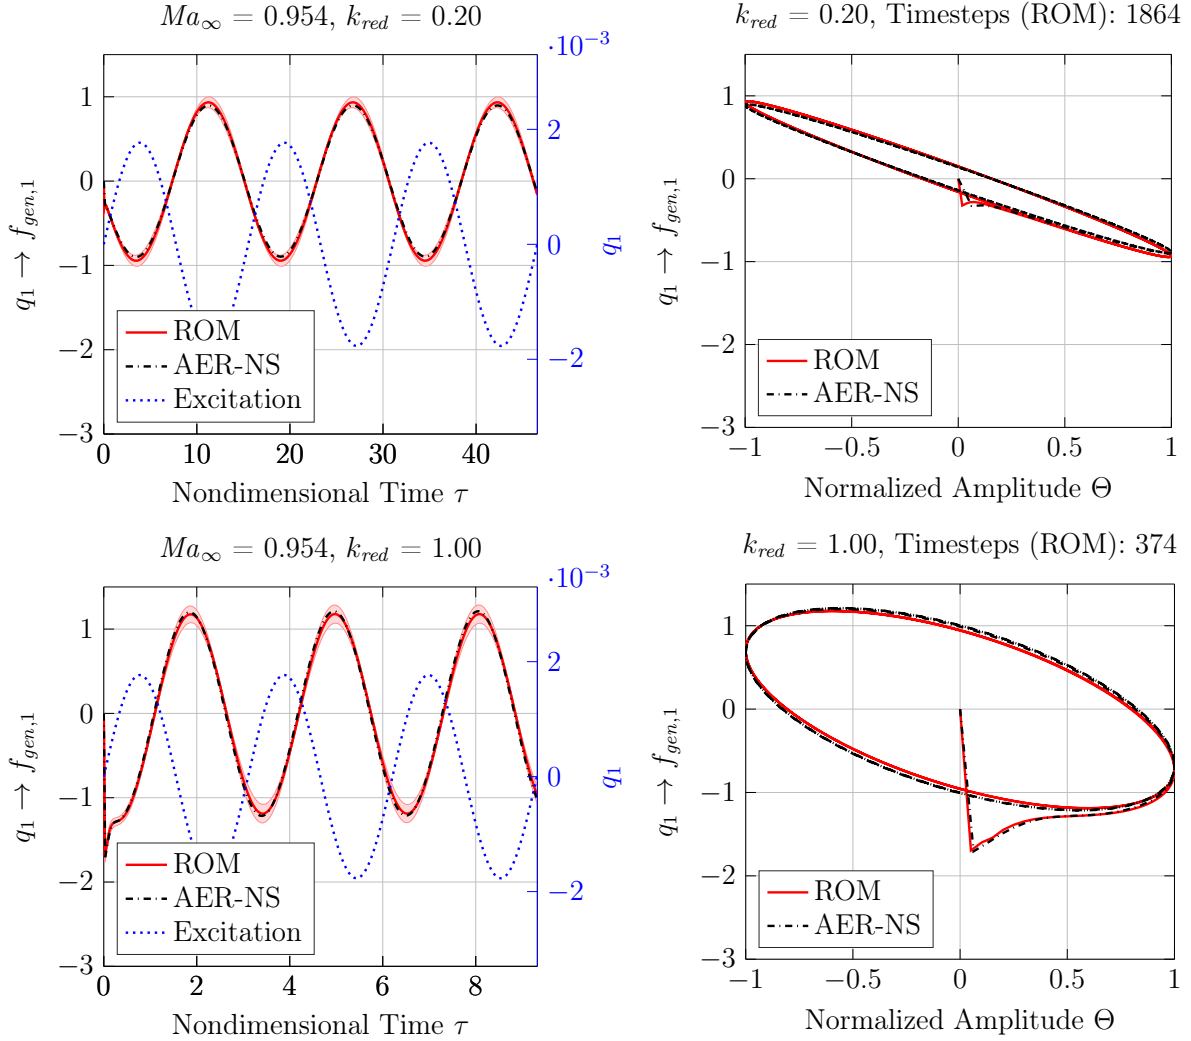 Ma∞ = 0.954, k_red = 0.20
·10−3
1
0
−1
−2
−3
2
0
−2
q1 → f_gen,1
q1
ROM
AER-NS
Excitation
0 10 20 30 40
Nondimensional Time τ
k_red = 0.20, Timesteps (ROM): 1864
1
0
−1
−2
−3
q1 → f_gen,1
ROM
AER-NS
−1 −0.5 0 0.5 1
Normalized Amplitude Θ
Ma∞ = 0.954, k_red = 1.00
·10−3
1
0
−1
−2
−3
2
0
−2
q1 → f_gen,1
q1
ROM
AER-NS
Excitation
0 2 4 6 8
Nondimensional Time τ
k_red = 1.00, Timesteps (ROM): 374
1
0
−1
−2
−3
q1 → f_gen,1
ROM
AER-NS
−1 −0.5 0 0.5 1
Normalized Amplitude Θ